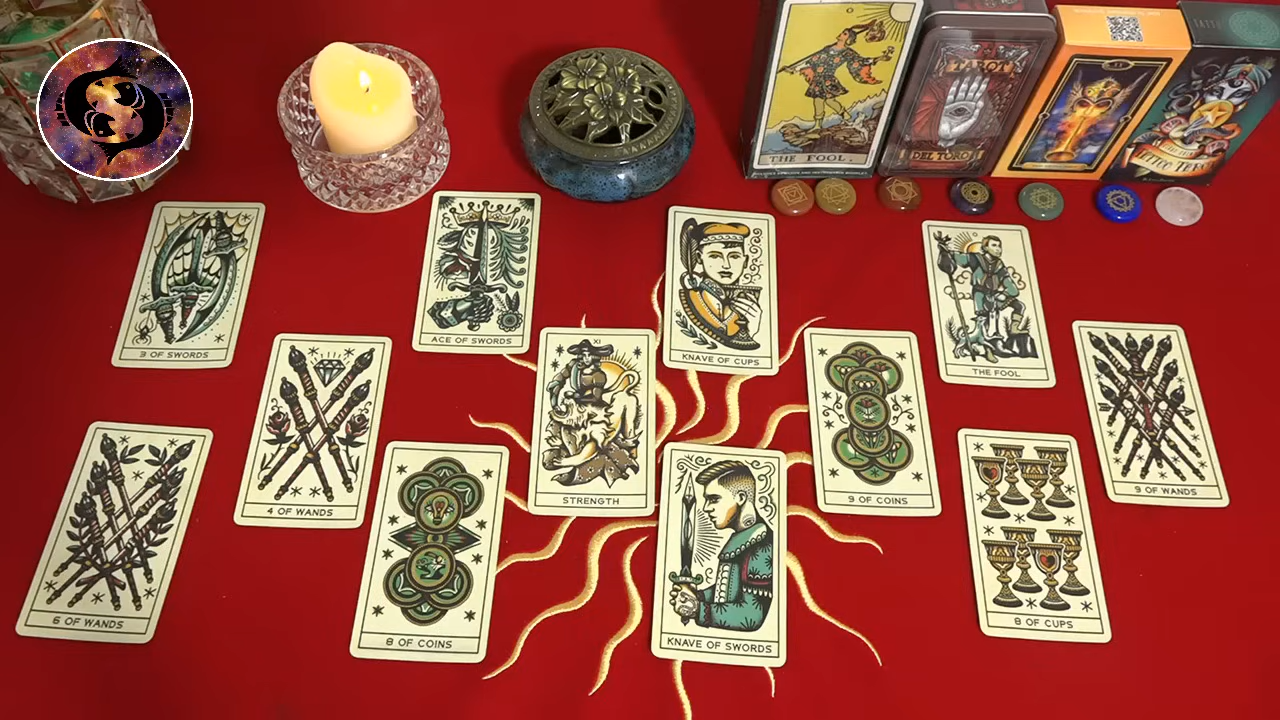 O
THE FOOL.
TAROT
DEL TORO
TATTO
3 OF SWORDS
ACE OF SWORDS
KNAVE OF CUPS
O
THE FOOL
4 OF WANDS
XI
STRENGTH
9 OF COINS
9 OF WANDS
6 OF WANDS
8 OF COINS
KNAVE OF SWORDS
8 OF CUPS